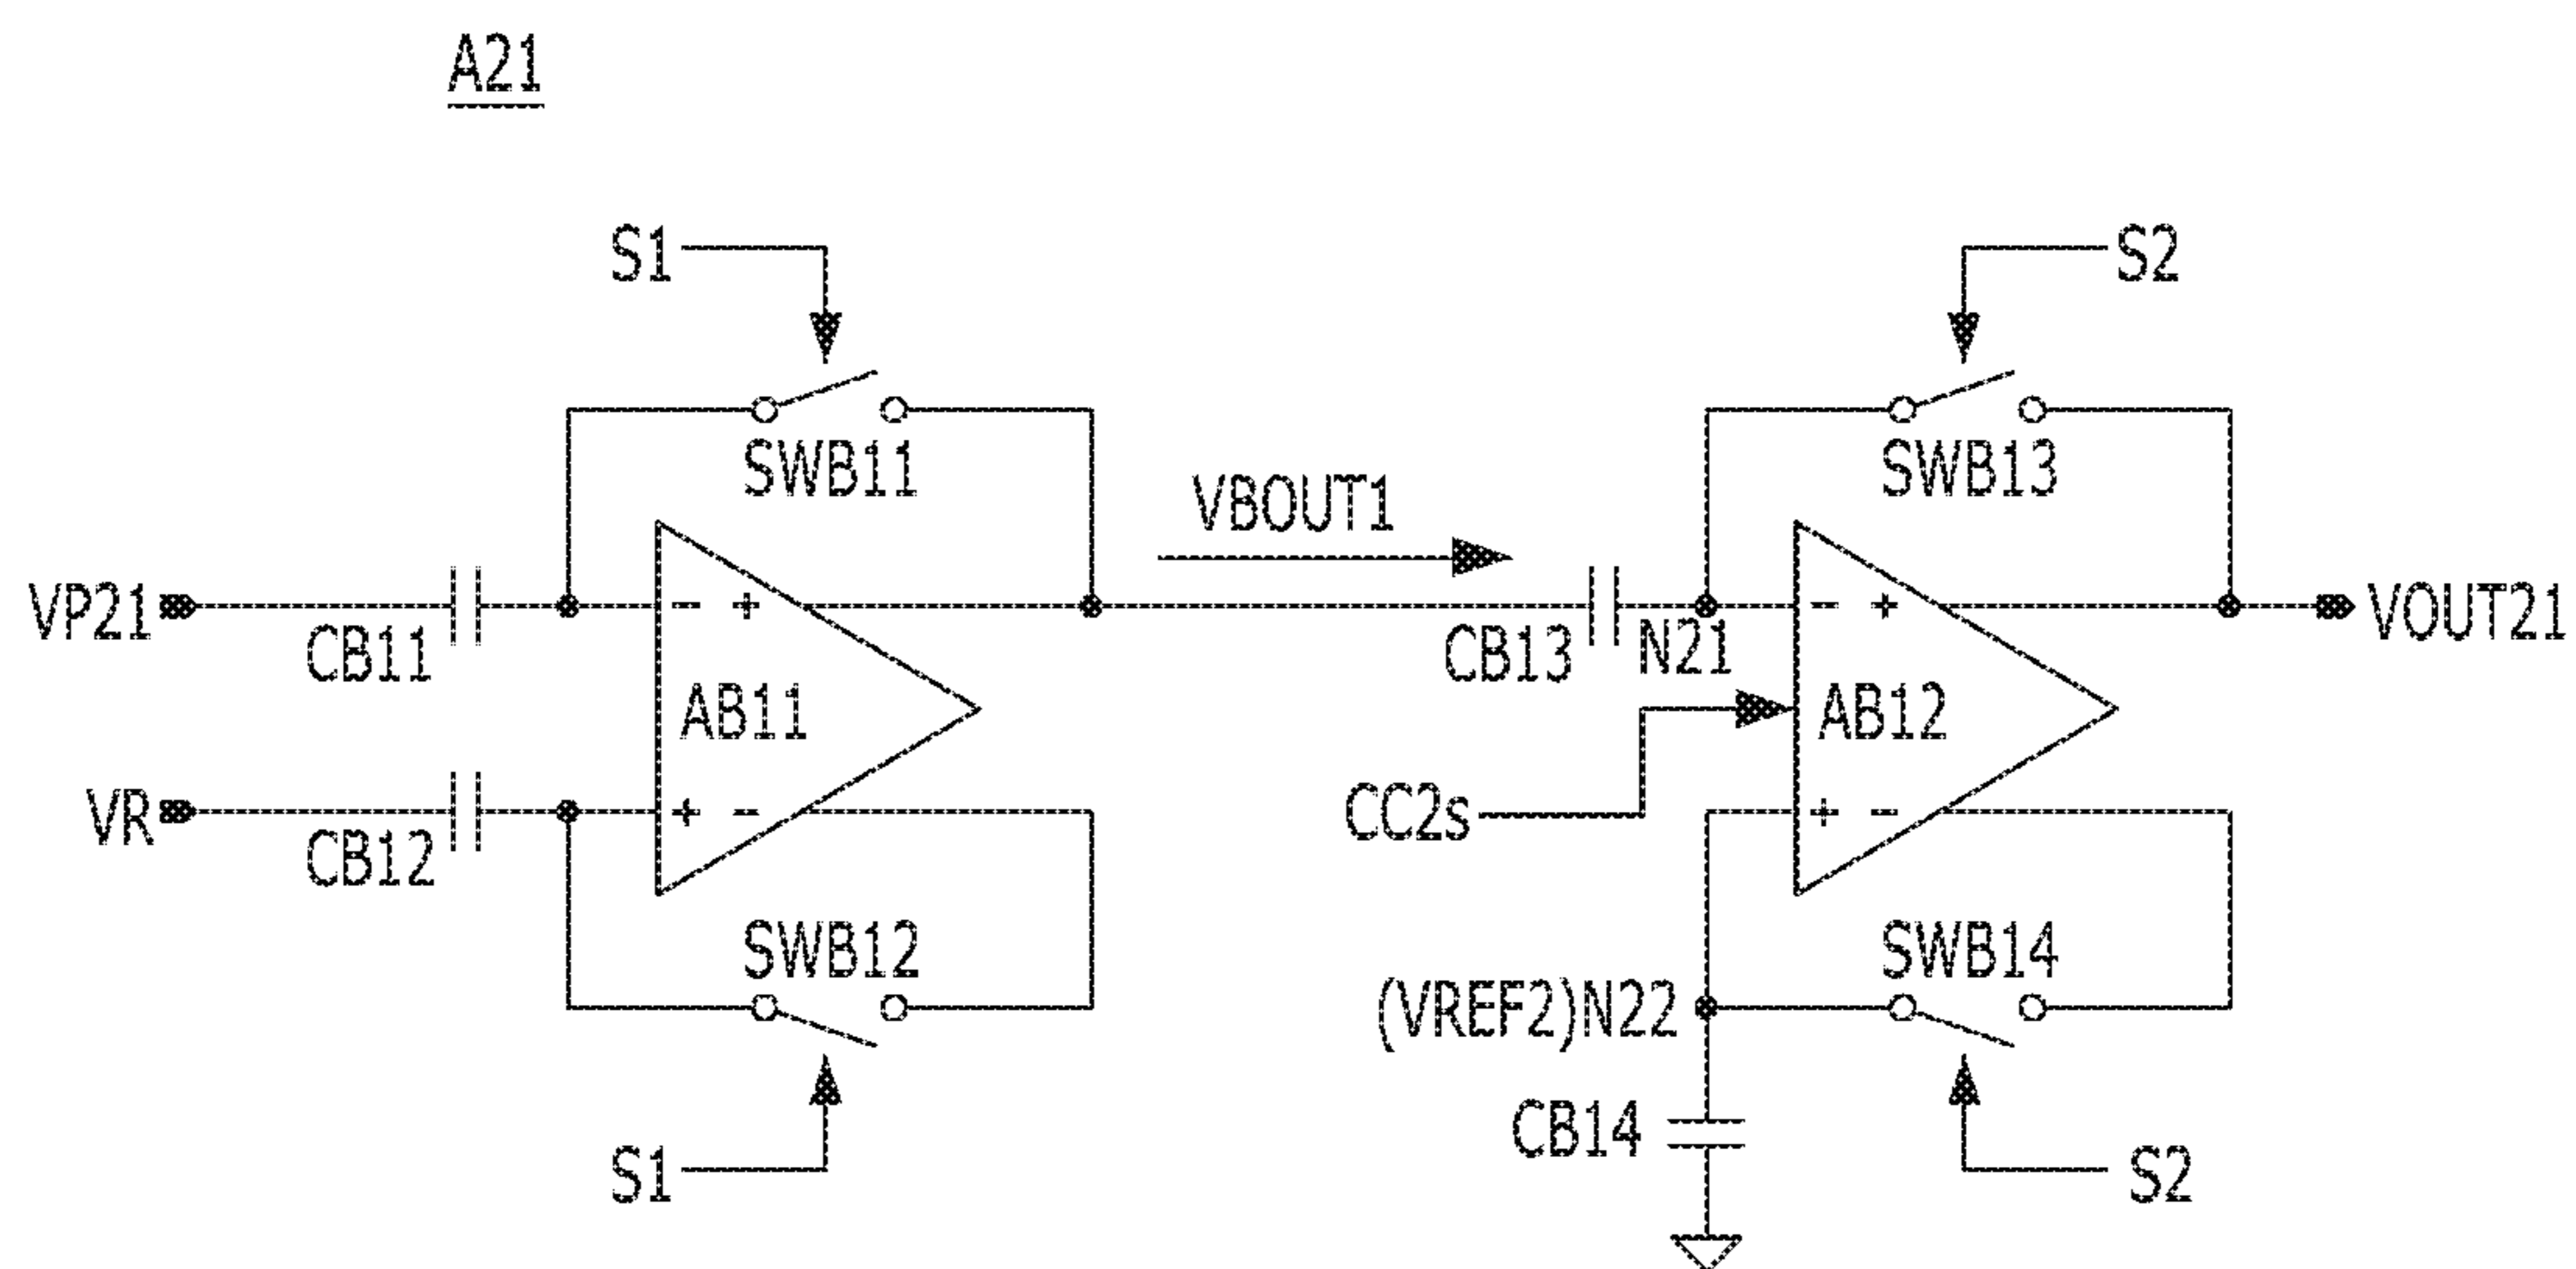 A21
S1
S2
SWB11
SWB13
VBOUT1
VP21
CB11
- +
AB11
+ -
CB13
N21
- +
AB12
+ -
VOUT21
VR
CB12
CC2s
SWB12
SWB14
(VREF2)N22
CB14
S1
S2